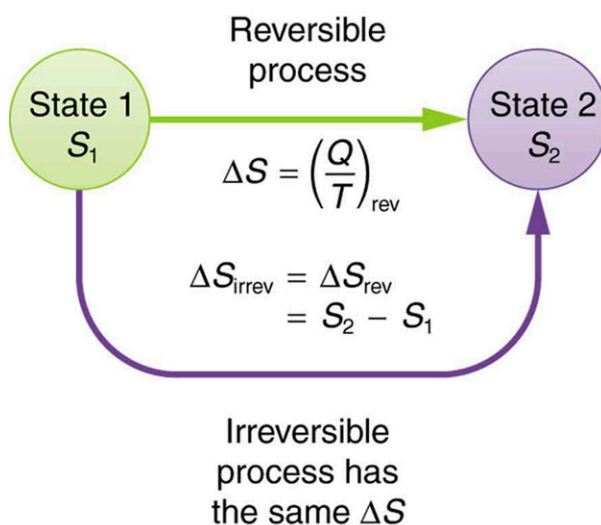 Reversible
process
State 1
S₁
State 2
S₂
ΔS = (Q/T)rev
ΔSirrev = ΔSrev
= S₂ − S₁
Irreversible
process has
the same ΔS